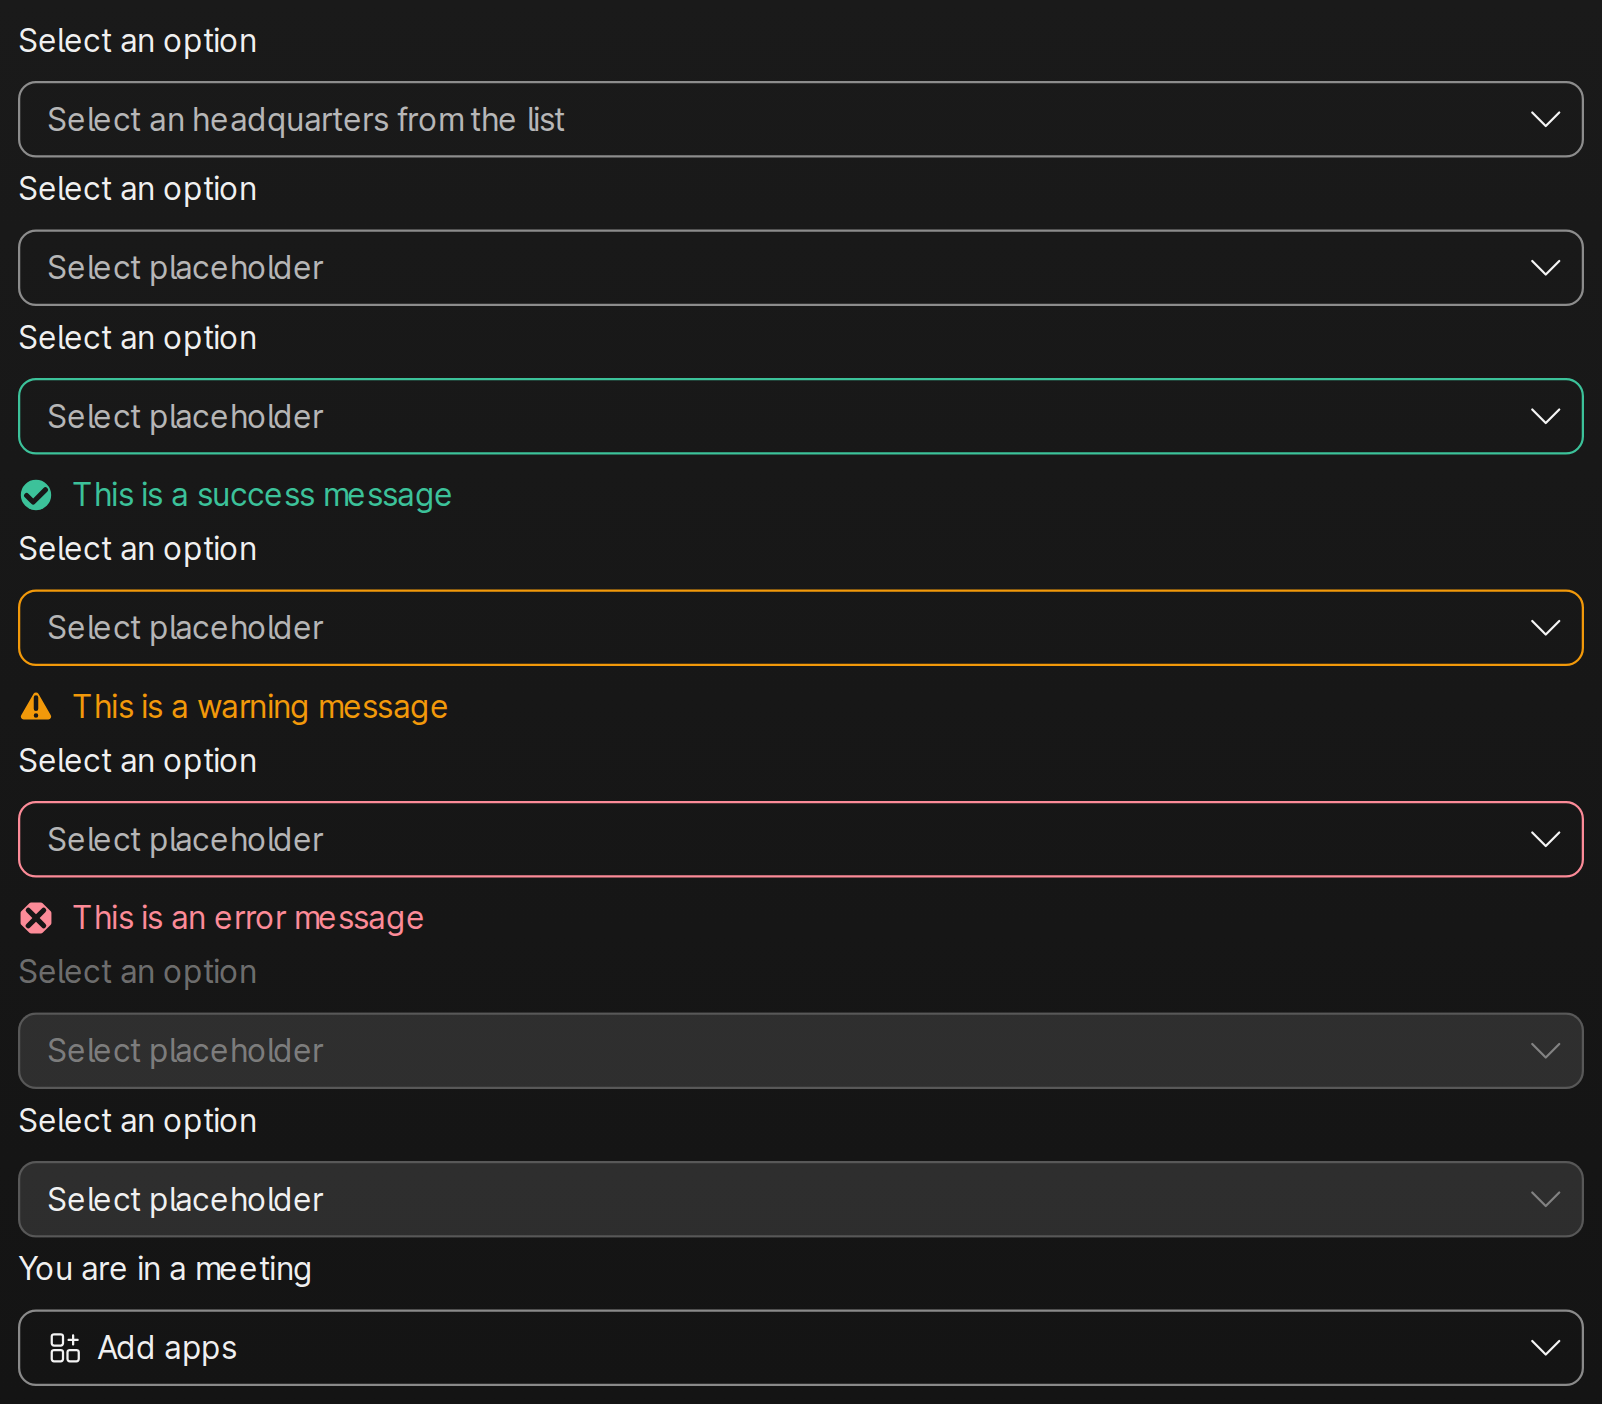 Select an option
Select an headquarters from the list
Select an option
Select placeholder
Select an option
Select placeholder
This is a success message
Select an option
Select placeholder
This is a warning message
Select an option
Select placeholder
This is an error message
Select an option
Select placeholder
Select an option
Select placeholder
You are in a meeting
Add apps